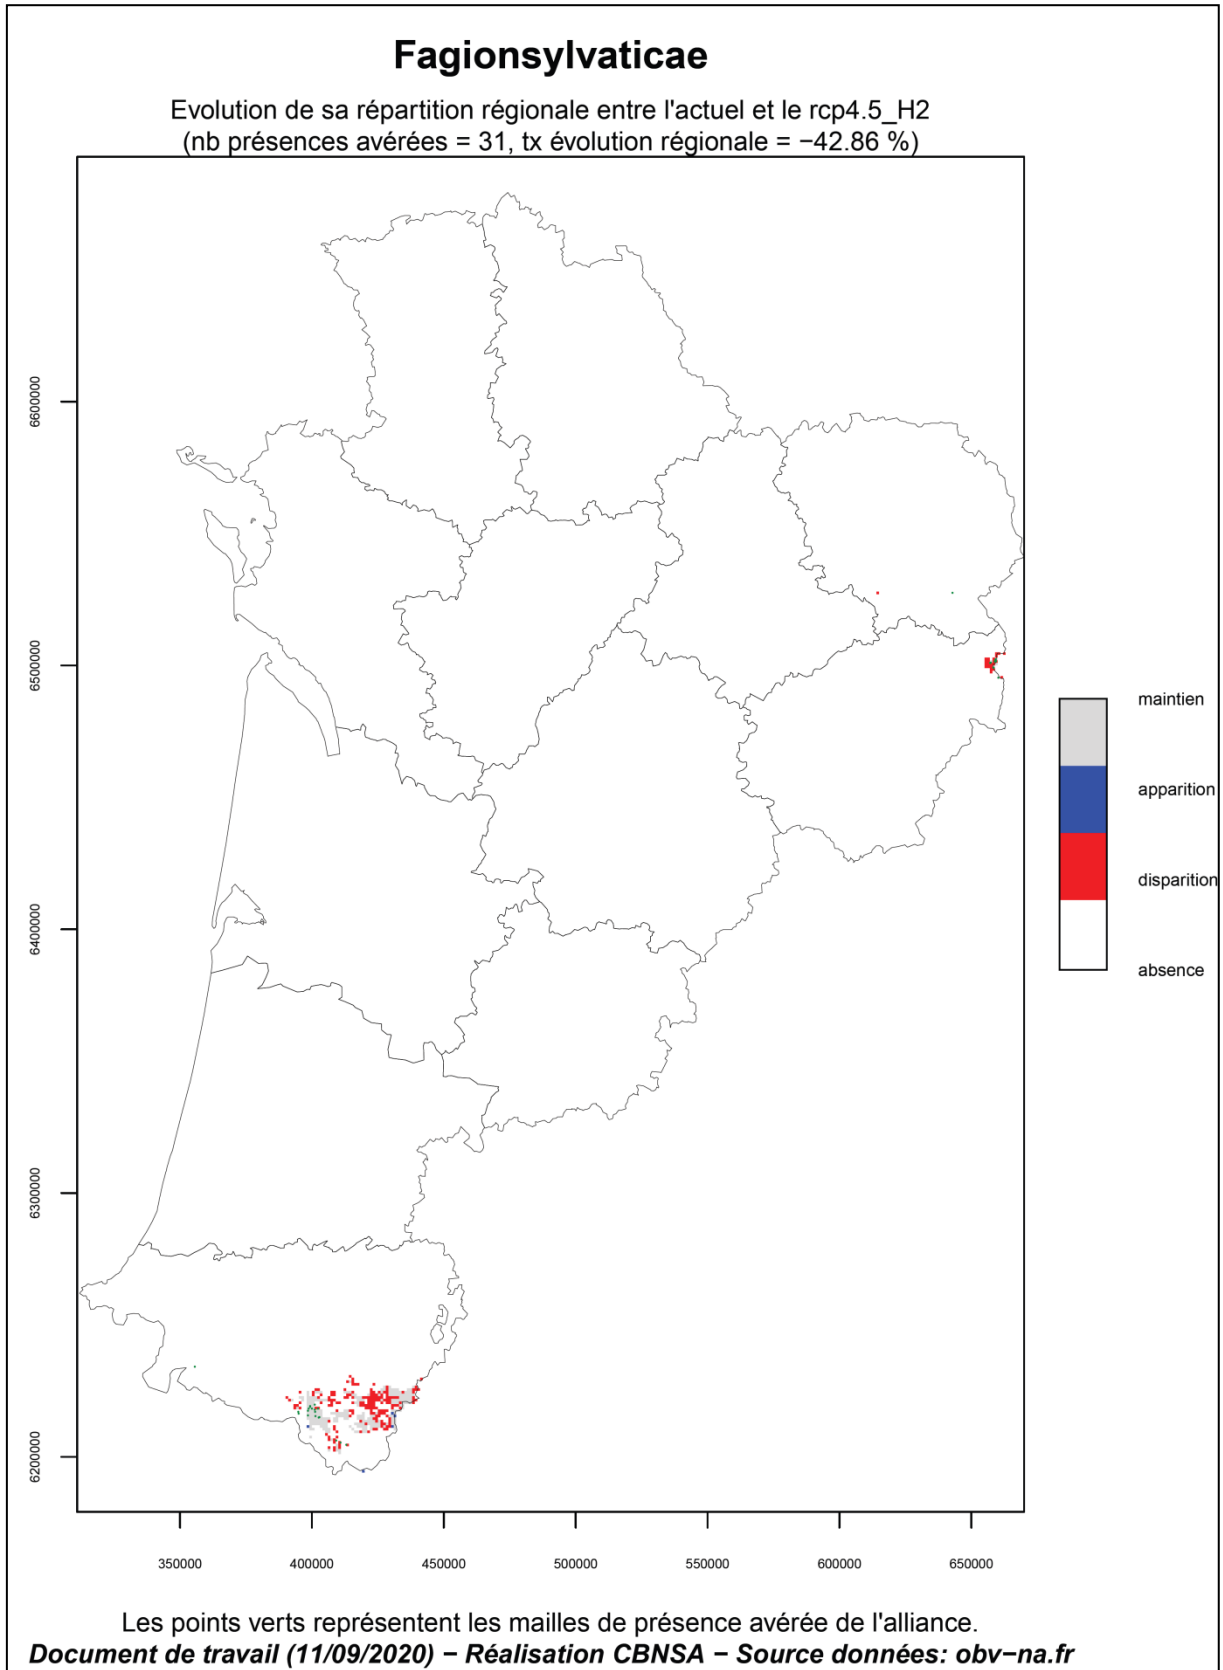 Fagionsylvaticae
Evolution de sa répartition régionale entre l'actuel et le rcp4.5_H2
(nb présences avérées = 31, tx évolution régionale = −42.86 %)
6600000
6500000
6400000
6300000
6200000
350000 400000 450000 500000 550000 600000 650000
maintien
apparition
disparition
absence
Les points verts représentent les mailles de présence avérée de l'alliance.
Document de travail (11/09/2020) − Réalisation CBNSA − Source données: obv−na.fr